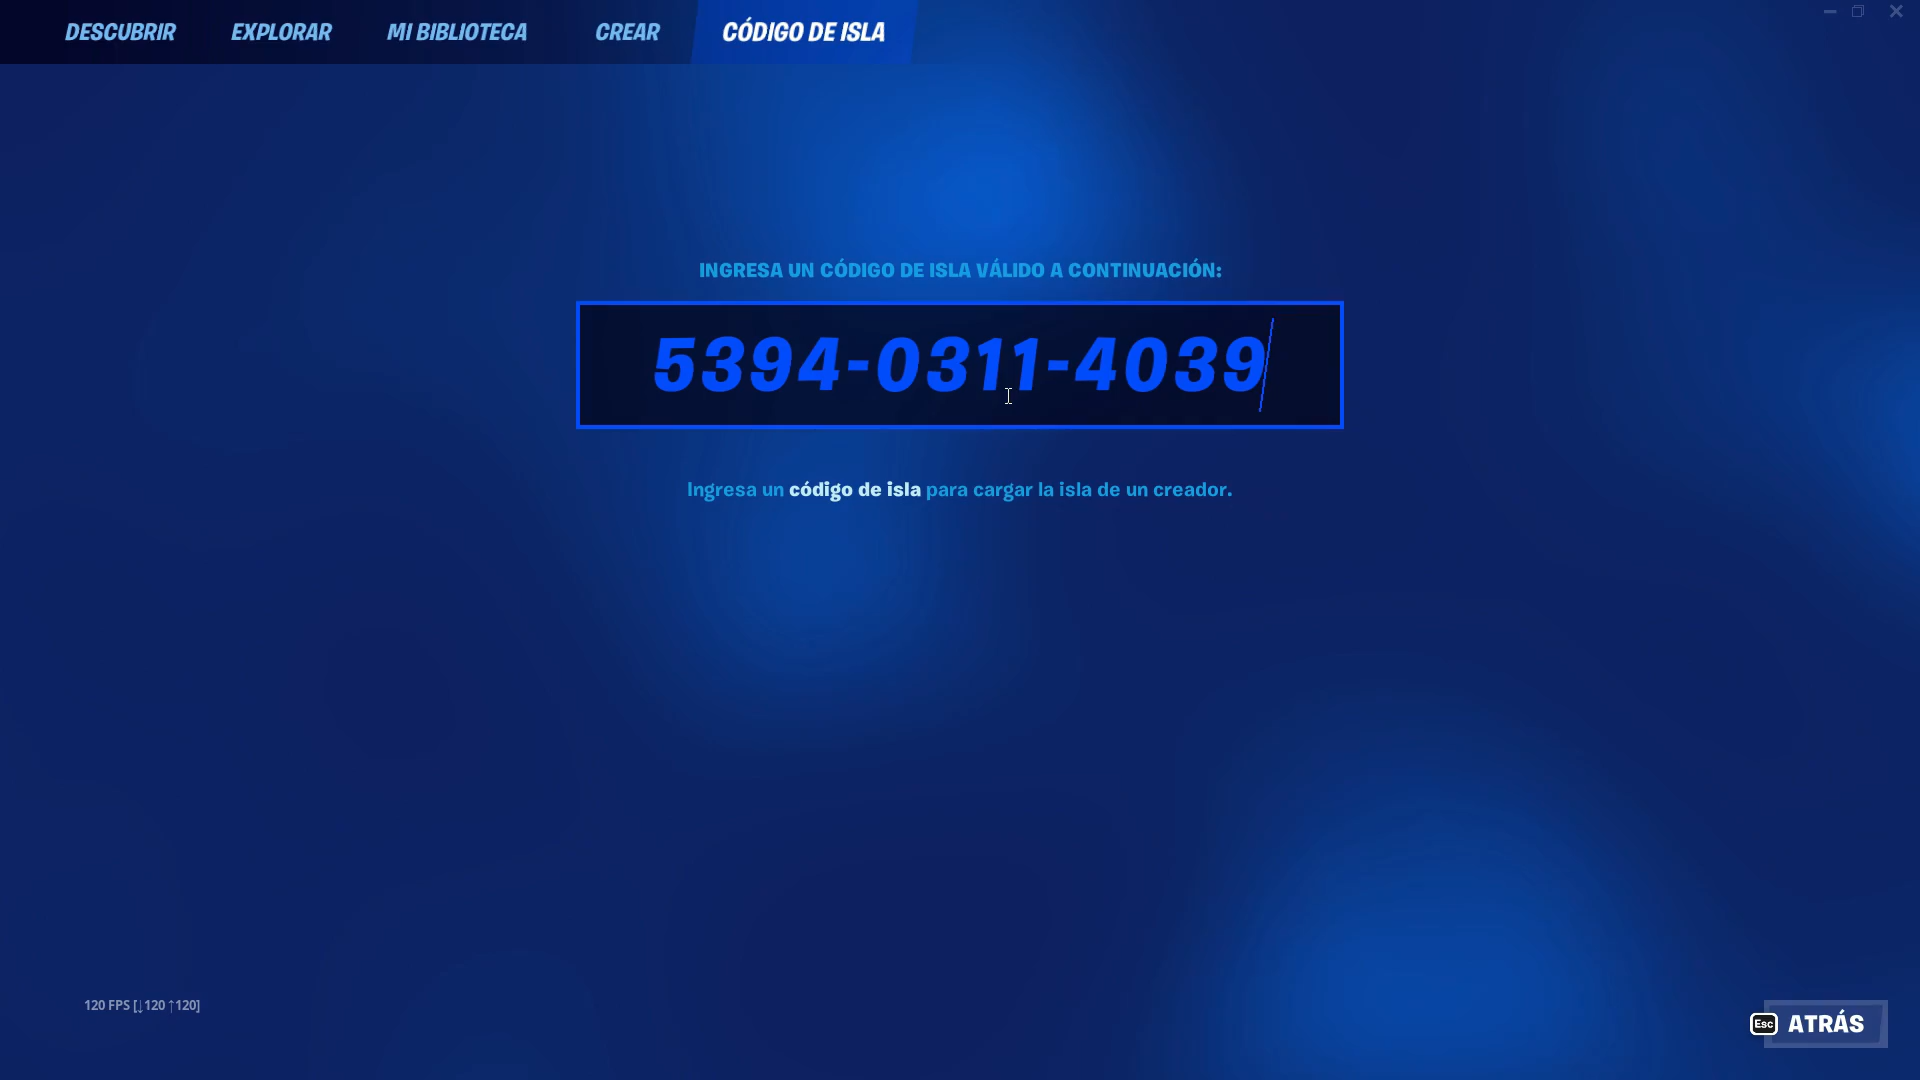 DESCUBRIR EXPLORAR MI BIBLIOTECA CREAR CÓDIGO DE ISLA
INGRESA UN CÓDIGO DE ISLA VÁLIDO A CONTINUACIÓN:
5394-0311-4039
Ingresa un código de isla para cargar la isla de un creador.
120 FPS [↓120 ↑120]
Esc ATRÁS